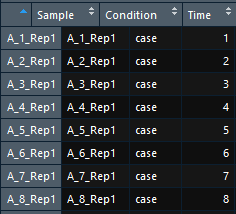 Sample Condition Time
A_1_Rep1 A_1_Rep1 case 1
A_2_Rep1 A_2_Rep1 case 2
A_3_Rep1 A_3_Rep1 case 3
A_4_Rep1 A_4_Rep1 case 4
A_5_Rep1 A_5_Rep1 case 5
A_6_Rep1 A_6_Rep1 case 6
A_7_Rep1 A_7_Rep1 case 7
A_8_Rep1 A_8_Rep1 case 8